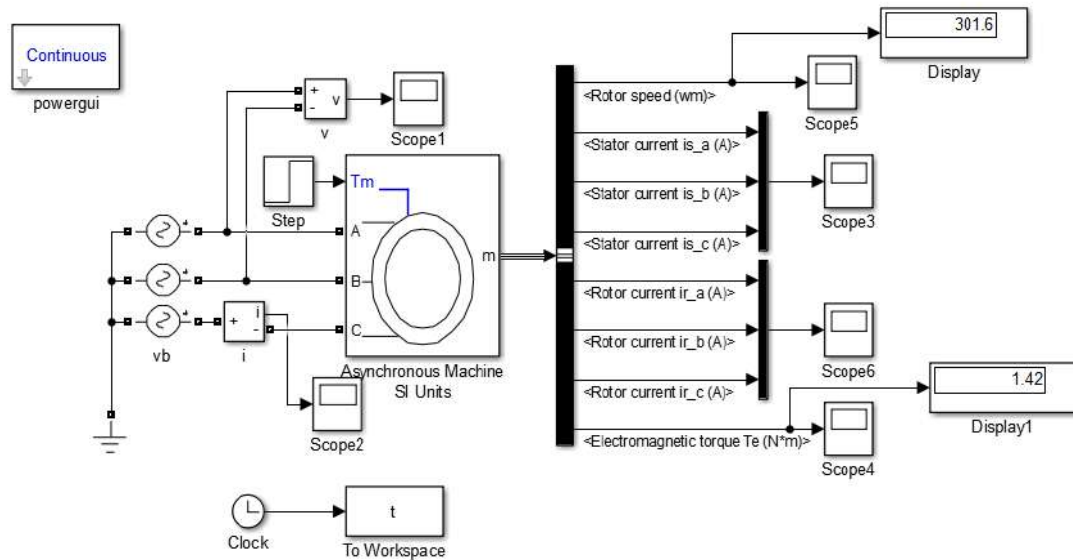 Continuous
powergui
+
-
v
v
Scope1
301.6
Display
<Rotor speed (wm)>
Scope5
Step
Tm
A
B
C
m
<Stator current is_a (A)>
<Stator current is_b (A)>
<Stator current is_c (A)>
Scope3
+
+
+
vb
+
-
i
i
Asynchronous Machine
SI Units
Scope2
<Rotor current ir_a (A)>
<Rotor current ir_b (A)>
<Rotor current ir_c (A)>
Scope6
1.42
Display1
<Electromagnetic torque Te (N*m)>
Scope4
Clock
t
To Workspace